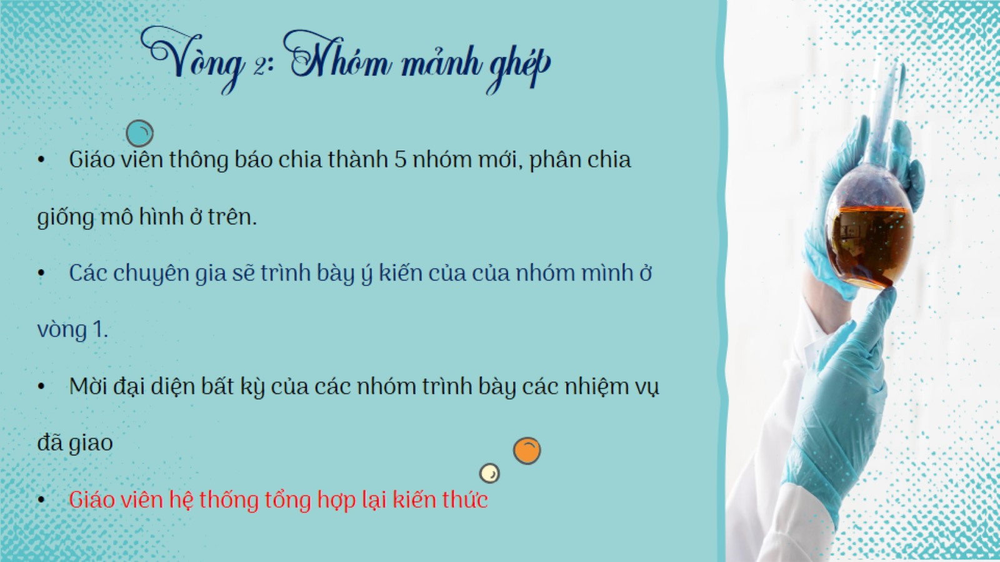 Vòng 2: Nhóm mảnh ghép
• Giáo viên thông báo chia thành 5 nhóm mới, phân chia
giống mô hình ở trên.
• Các chuyên gia sẽ trình bày ý kiến của của nhóm mình ở
vòng 1.
• Mời đại diện bất kỳ của các nhóm trình bày các nhiệm vụ
đã giao
• Giáo viên hệ thống tổng hợp lại kiến thức